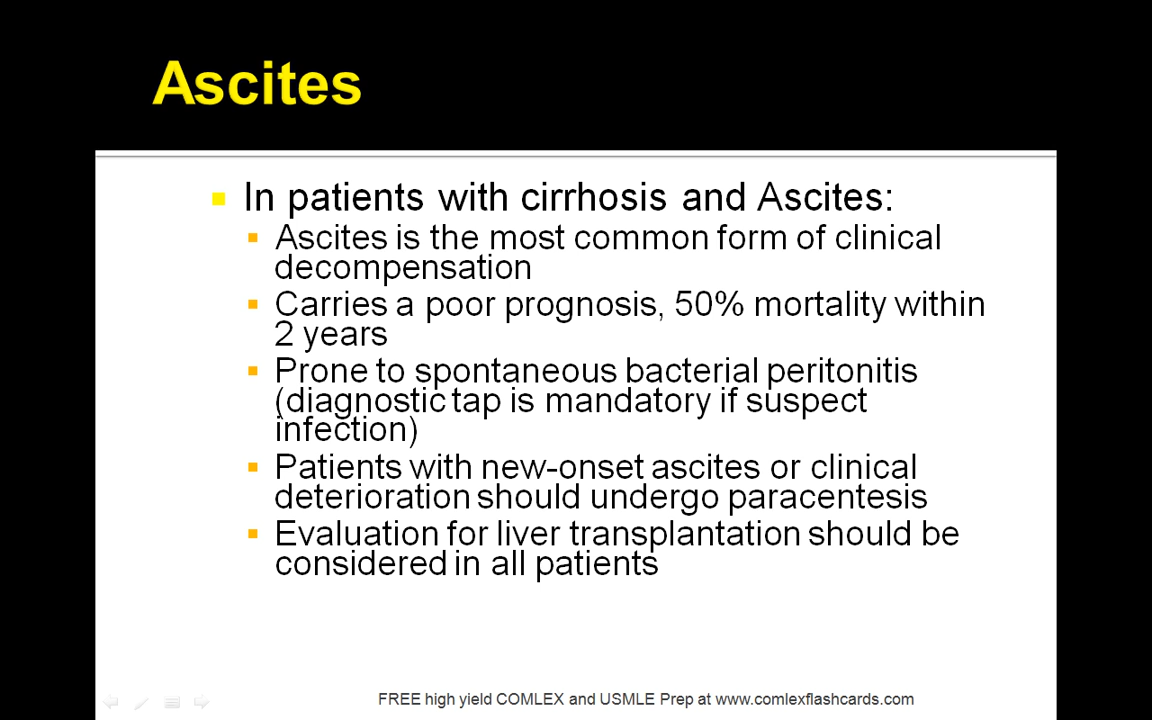 Ascites
In patients with cirrhosis and Ascites:
Ascites is the most common form of clinical
decompensation
Carries a poor prognosis, 50% mortality within
2 years
Prone to spontaneous bacterial peritonitis
(diagnostic tap is mandatory if suspect
infection)
Patients with new-onset ascites or clinical
deterioration should undergo paracentesis
Evaluation for liver transplantation should be
considered in all patients
FREE high yield COMLEX and USMLE Prep at www.comlexflashcards.com